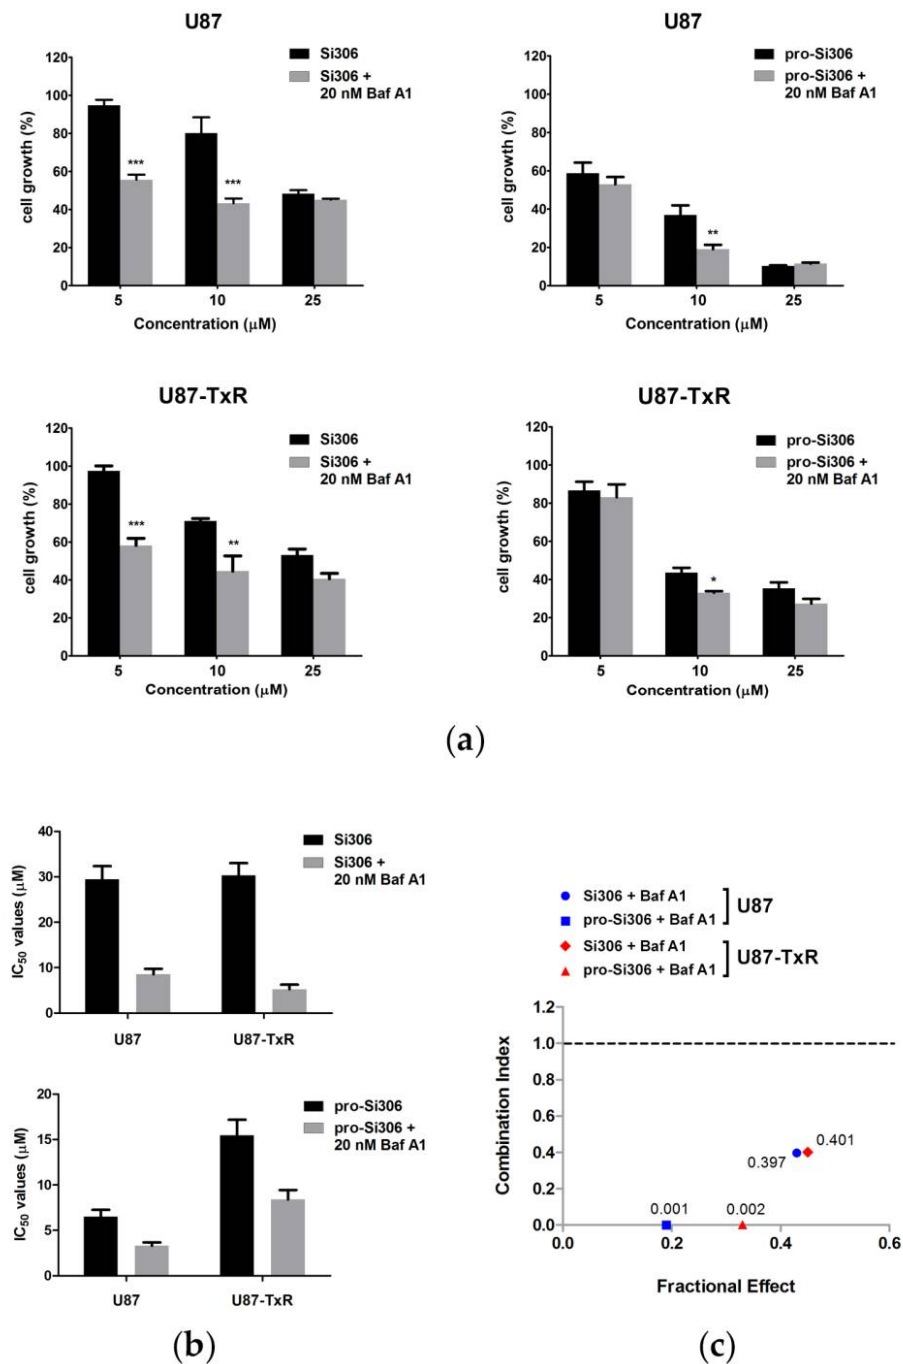 U87
Si306
Si306 +
20 nM Baf A1
cell growth (%)
120
100
80
60
40
20
0
***
***
5
10
25
Concentration (μM)
U87
pro-Si306
pro-Si306 +
20 nM Baf A1
cell growth (%)
120
100
80
60
40
20
0
**
5
10
25
Concentration (μM)
U87-TxR
Si306
Si306 +
20 nM Baf A1
cell growth (%)
120
100
80
60
40
20
0
***
**
5
10
25
Concentration (μM)
U87-TxR
pro-Si306
pro-Si306 +
20 nM Baf A1
cell growth (%)
120
100
80
60
40
20
0
*
5
10
25
Concentration (μM)
(a)
Si306
Si306 +
20 nM Baf A1
IC50 values (μM)
40
30
20
10
0
U87
U87-TxR
pro-Si306
pro-Si306 +
20 nM Baf A1
IC50 values (μM)
20
15
10
5
0
U87
U87-TxR
(b)
Si306 + Baf A1
pro-Si306 + Baf A1
U87
Si306 + Baf A1
pro-Si306 + Baf A1
U87-TxR
Combination Index
1.2
1.0
0.8
0.6
0.4
0.2
0.0
0.401
0.397
0.001
0.002
0.0
0.2
0.4
0.6
Fractional Effect
(c)